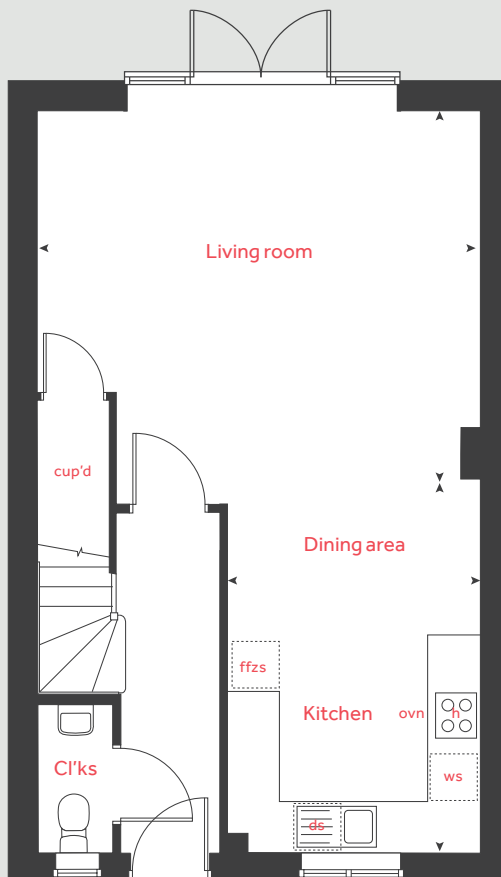 Living room
cup'd
Dining area
ffzs
Kitchen
ovn
h
Cl'ks
ws
ds